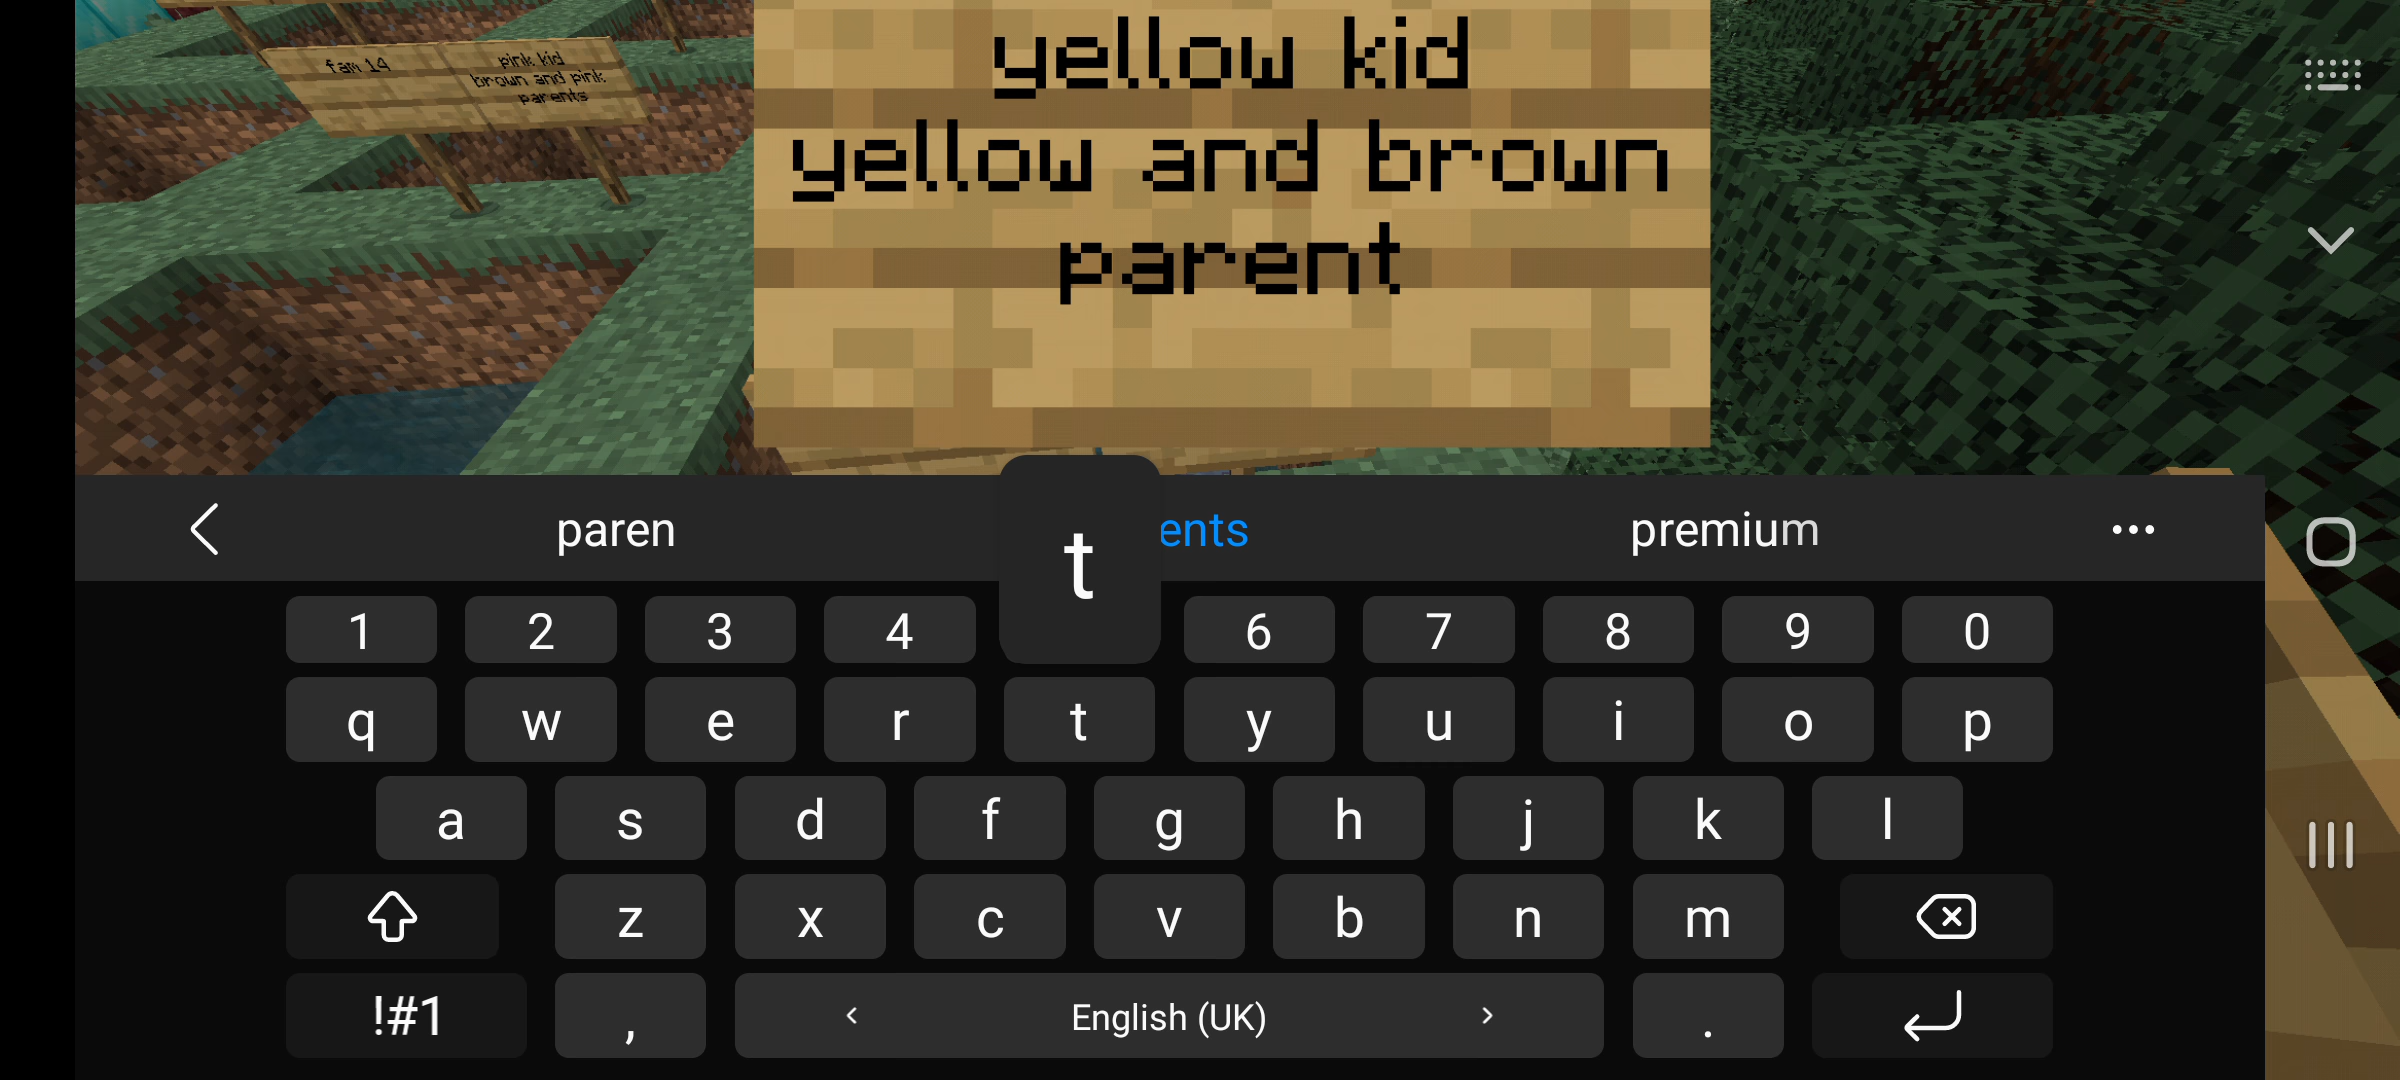 fam 14
pink kid
brown and pink
parents
yellow kid
yellow and brown
parent
paren
ents
premium
t
1 2 3 4 6 7 8 9 0
q w e r t y u i o p
a s d f g h j k l
z x c v b n m
!#1 , < English (UK) > .